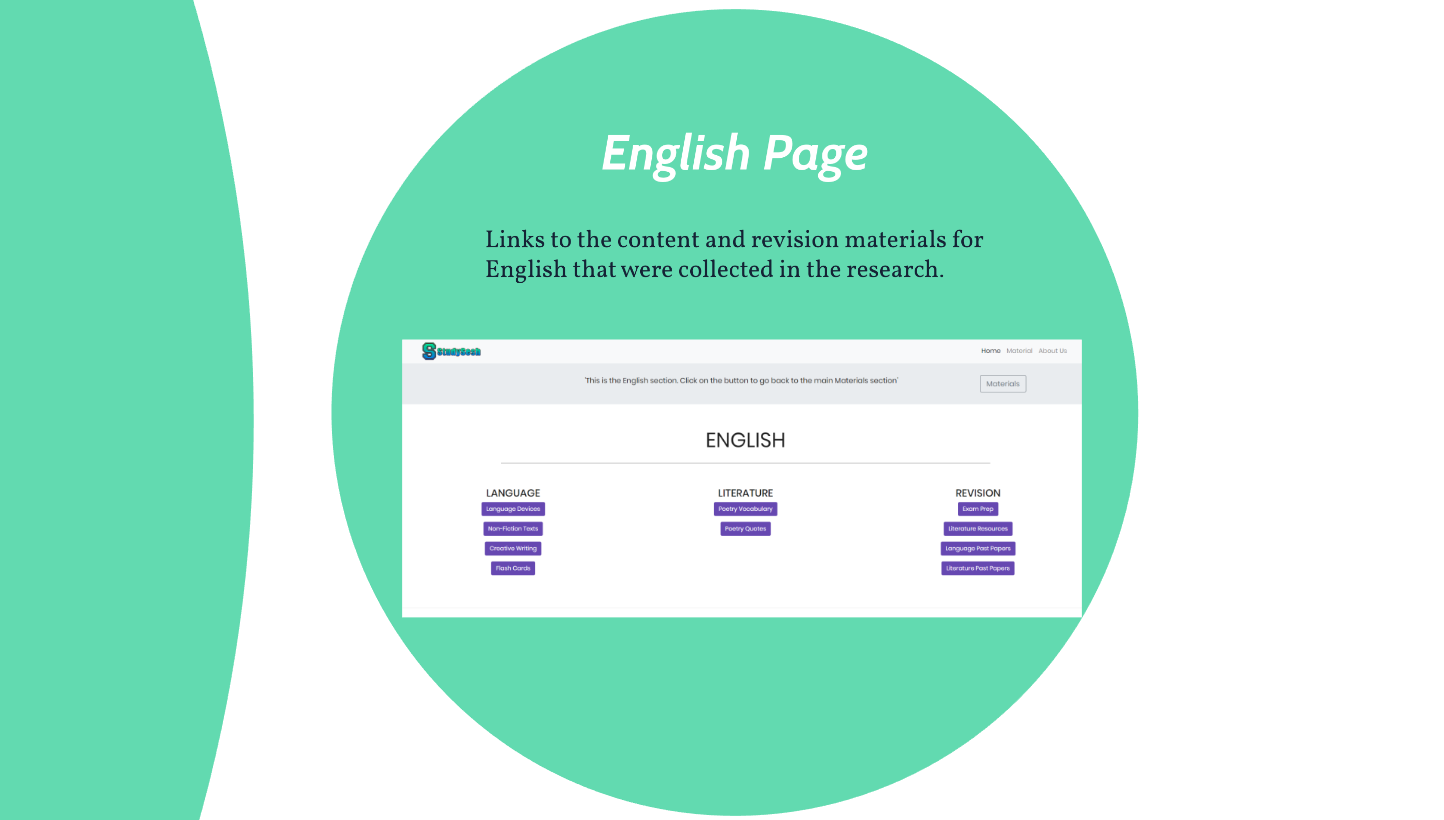 English Page
Links to the content and revision materials for
English that were collected in the research.
StudySesh
Home Material About Us
'This is the English section. Click on the button to go back to the main Materials section'
Materials
ENGLISH
LANGUAGE
Language Devices
Non-Fiction Texts
Creative Writing
Flash Cards
LITERATURE
Poetry Vocabulary
Poetry Quotes
REVISION
Exam Prep
Literature Resources
Language Past Papers
Literature Past Papers